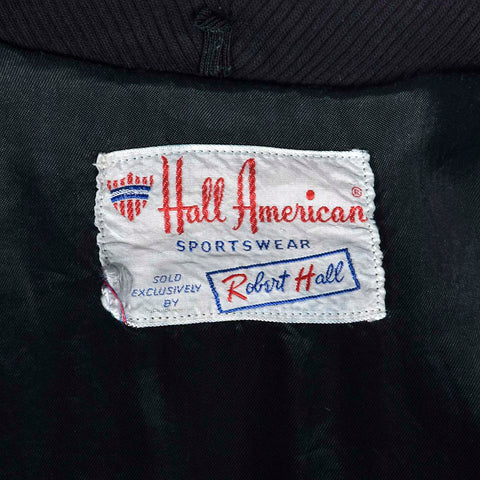 Hall American®
SPORTSWEAR
SOLD
EXCLUSIVELY
BY
Robert Hall